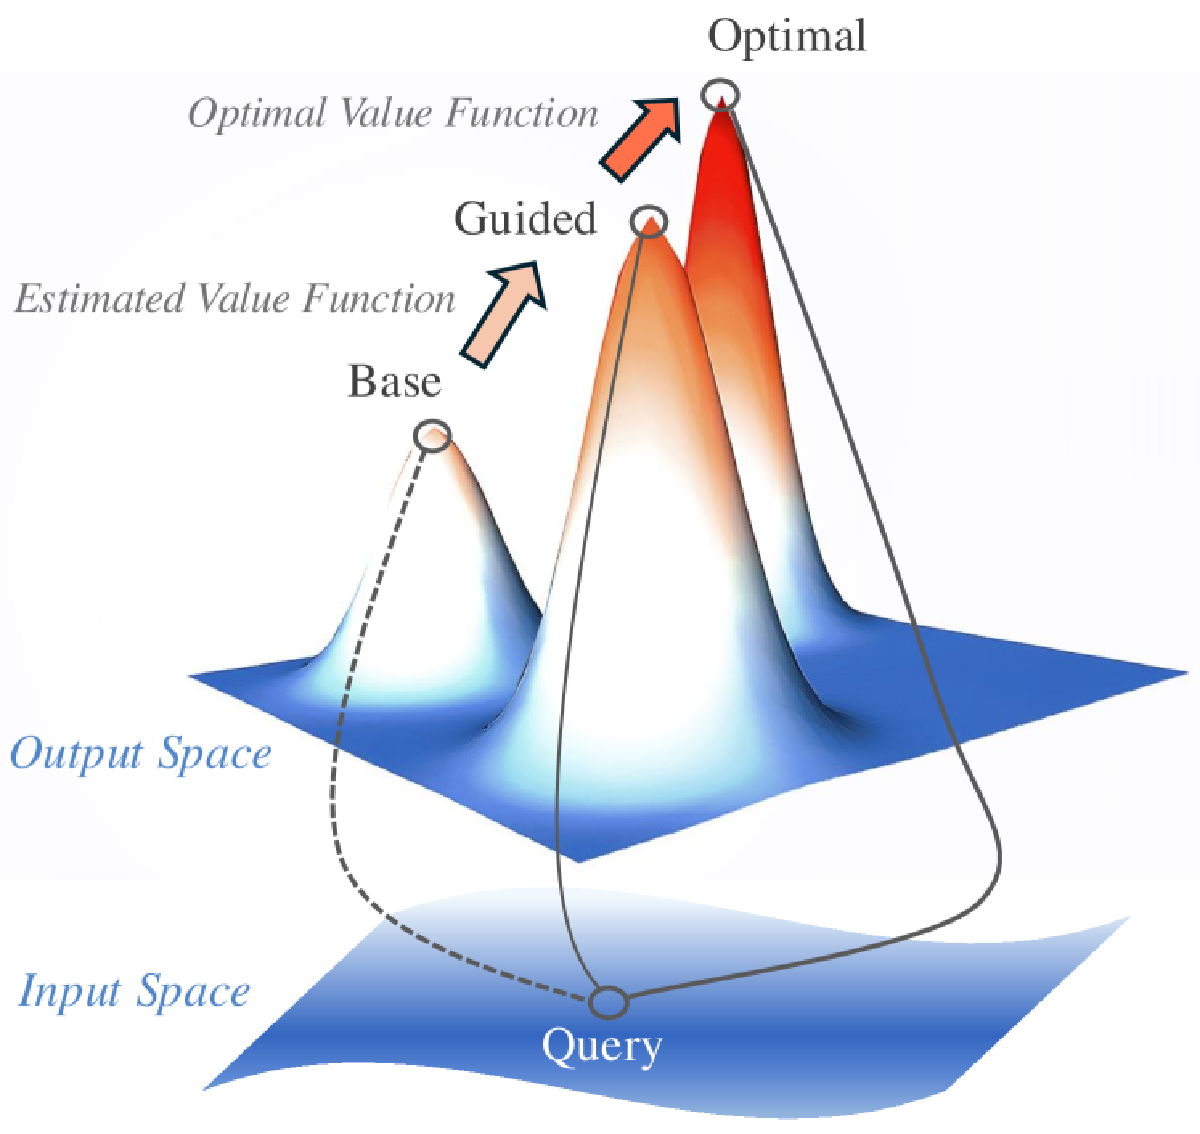 Optimal
Optimal Value Function
Guided
Estimated Value Function
Base
Output Space
Input Space
Query